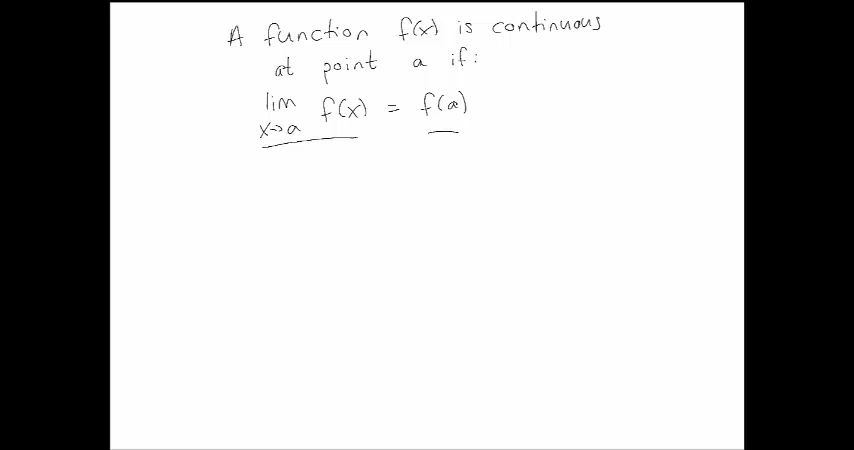 A function f(x) is continuous
at point a if:
lim f(x) = f(a)
x→a